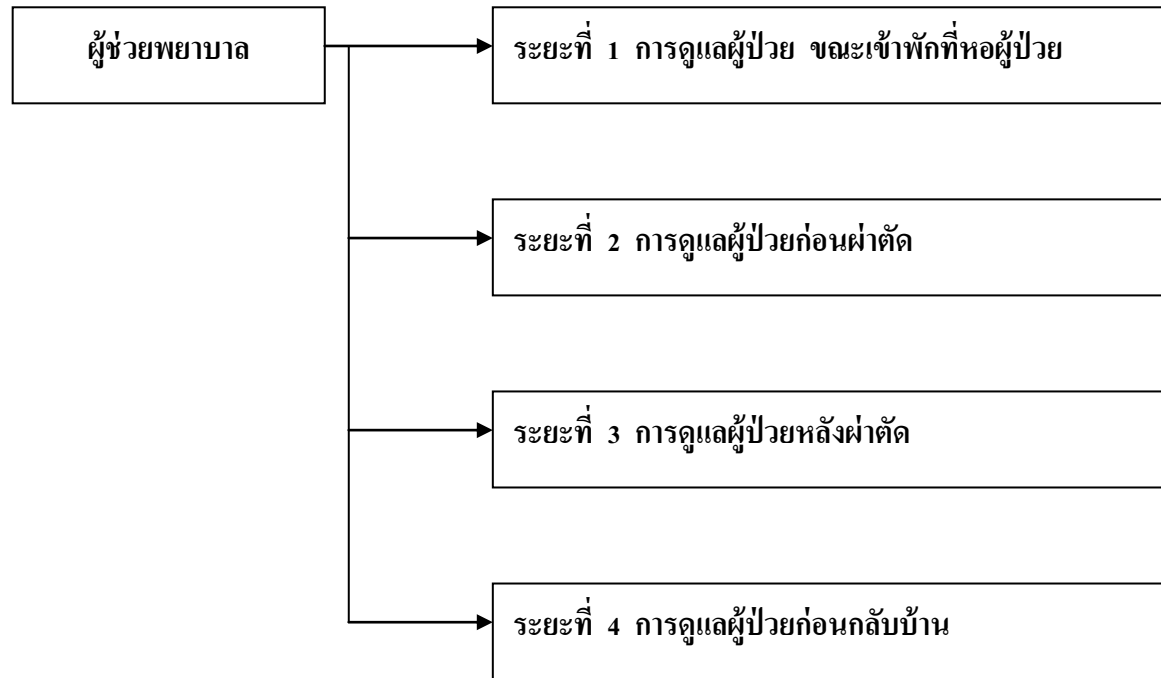 ผู้ช่วยพยาบาล
ระยะที่ 1 การดูแลผู้ป่วย ขณะเข้าพักที่หอผู้ป่วย
ระยะที่ 2 การดูแลผู้ป่วยก่อนผ่าตัด
ระยะที่ 3 การดูแลผู้ป่วยหลังผ่าตัด
ระยะที่ 4 การดูแลผู้ป่วยก่อนกลับบ้าน